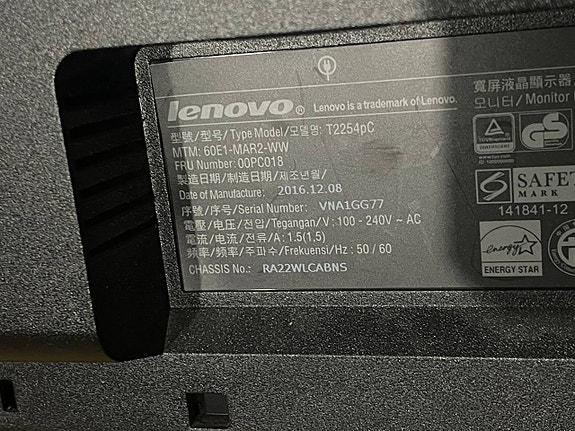 lenovo® Lenovo is a trademark of Lenovo.
型號/型号/Type Model/모델명: T2254pC
MTM: 60E1-MAR2-WW
FRU Number: 00PC018
製造日期/制造日期/제조년월/
Date of Manufacture: 2016.12.08
序號/序号/Serial Number: VNA1GG77
電壓/电压/전압/Tegangan/V : 100 - 240V ~ AC
電流/电流/전류/A : 1.5(1,5)
頻率/频率/주파수/Frekuensi/Hz : 50 / 60
CHASSIS No.: RA22WLCABNS
寬屏液晶顯示器
모니터/Monitor
TÜVRheinland
GS
S SAFET
MARK
141841-12
energy
ENERGY STAR